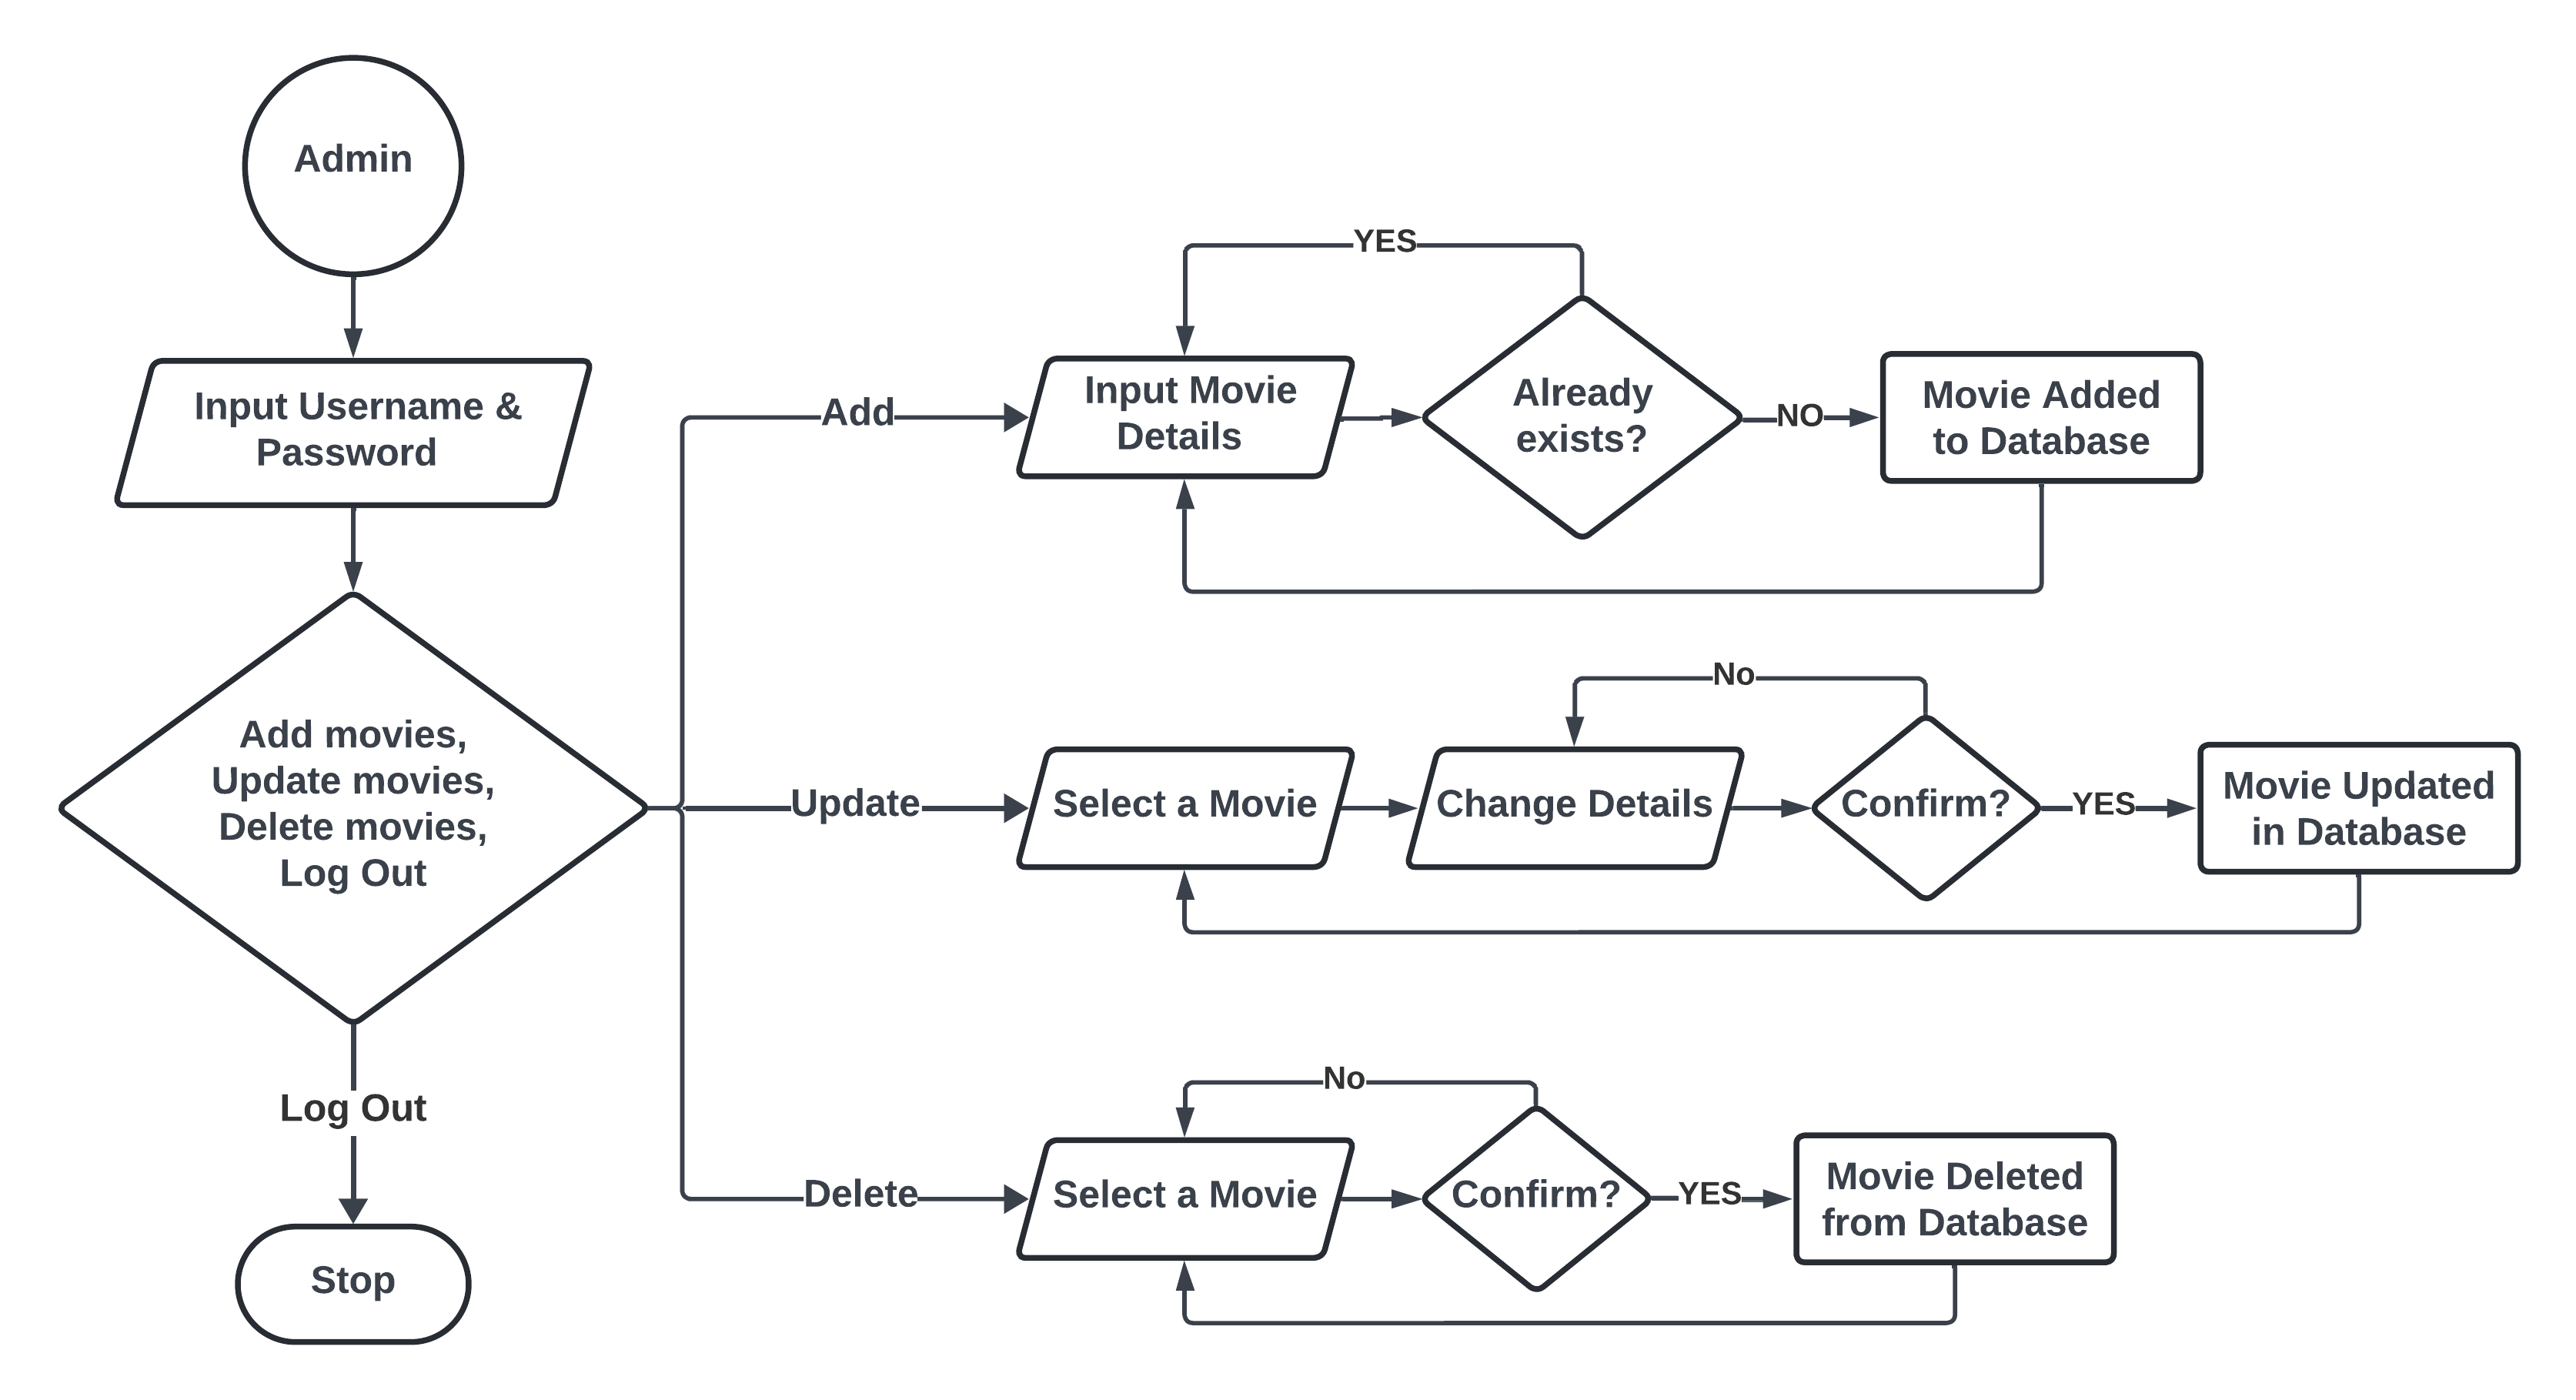 Admin
Input Username &
Password
Add movies,
Update movies,
Delete movies,
Log Out
Log Out
Stop
Add
YES
Input Movie
Details
Already
exists?
NO
Movie Added
to Database
Update
No
Select a Movie
Change Details
Confirm?
YES
Movie Updated
in Database
Delete
No
Select a Movie
Confirm?
YES
Movie Deleted
from Database